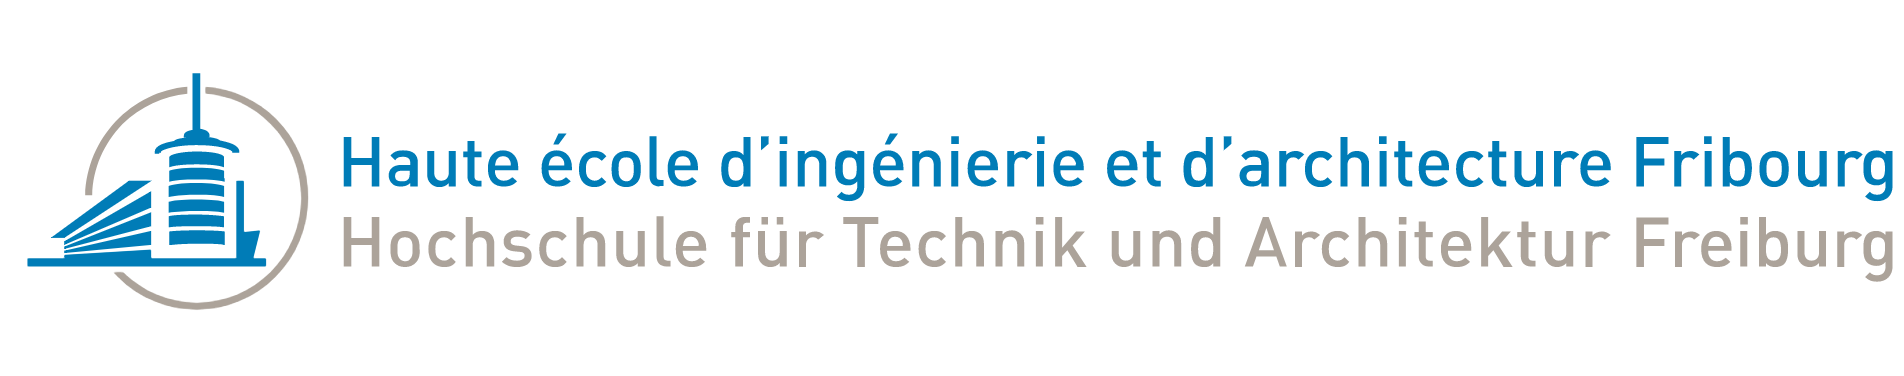 Haute école d’ingénierie et d’architecture Fribourg
Hochschule für Technik und Architektur Freiburg